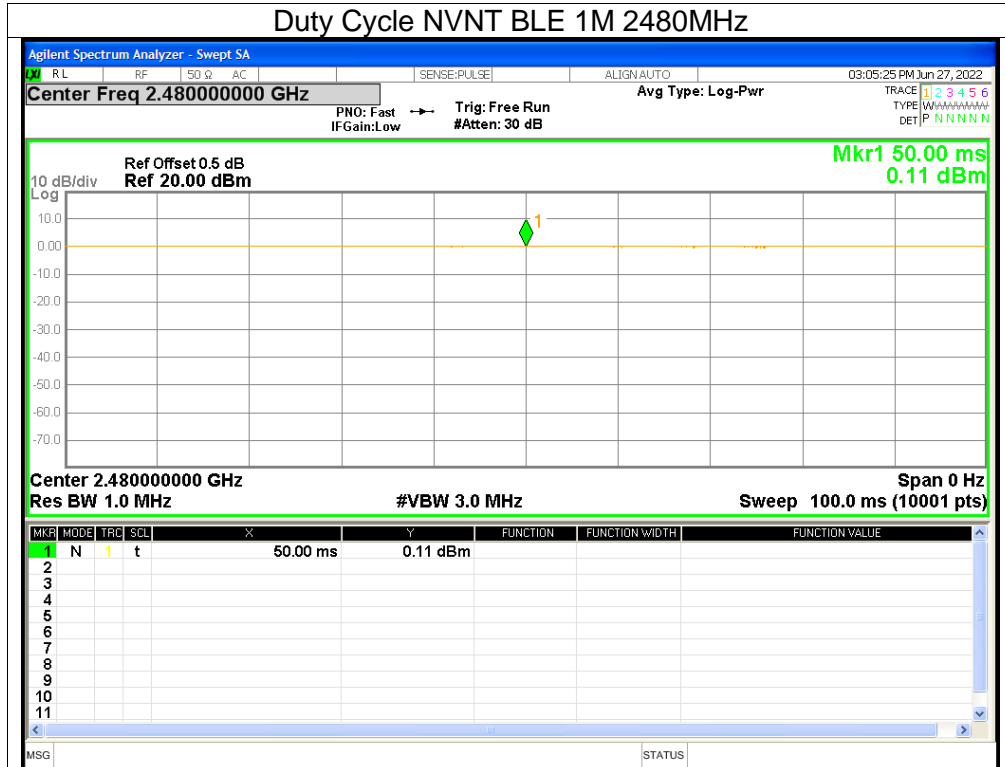 Duty Cycle NVNT BLE 1M 2480MHz
Agilent Spectrum Analyzer - Swept SA
LXI RL RF 50 Ω AC SENSE:PULSE ALIGN AUTO 03:05:25 PM Jun 27, 2022
Center Freq 2.480000000 GHz Avg Type: Log-Pwr TRACE 1 2 3 4 5 6
PNO: Fast Trig: Free Run TYPE WWWWWW
IFGain:Low #Atten: 30 dB DET P N N N N N
Ref Offset 0.5 dB Mkr1 50.00 ms
10 dB/div Ref 20.00 dBm 0.11 dBm
Log
10.0
1
0.00
-10.0
-20.0
-30.0
-40.0
-50.0
-60.0
-70.0
Center 2.480000000 GHz Span 0 Hz
Res BW 1.0 MHz #VBW 3.0 MHz Sweep 100.0 ms (10001 pts)
MKR MODE TRC SCL X Y FUNCTION FUNCTION WIDTH FUNCTION VALUE
1 N 1 t 50.00 ms 0.11 dBm
2
3
4
5
6
7
8
9
10
11
MSG STATUS